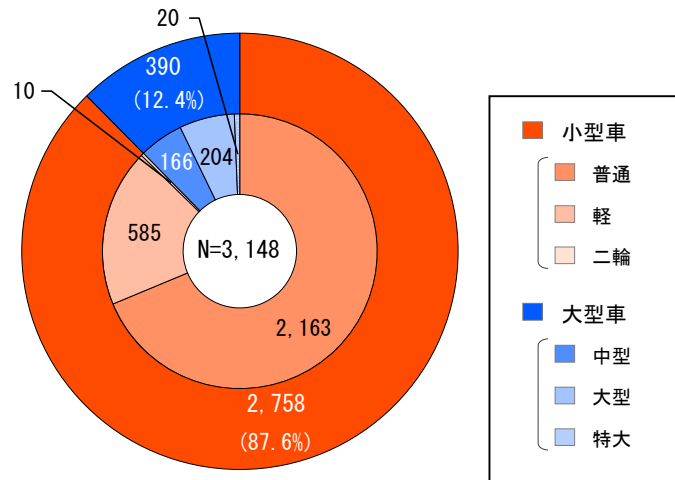 20
390
(12.4%)
10
166
204
585
N=3,148
2,163
2,758
(87.6%)
小型車
普通
軽
二輪
大型車
中型
大型
特大